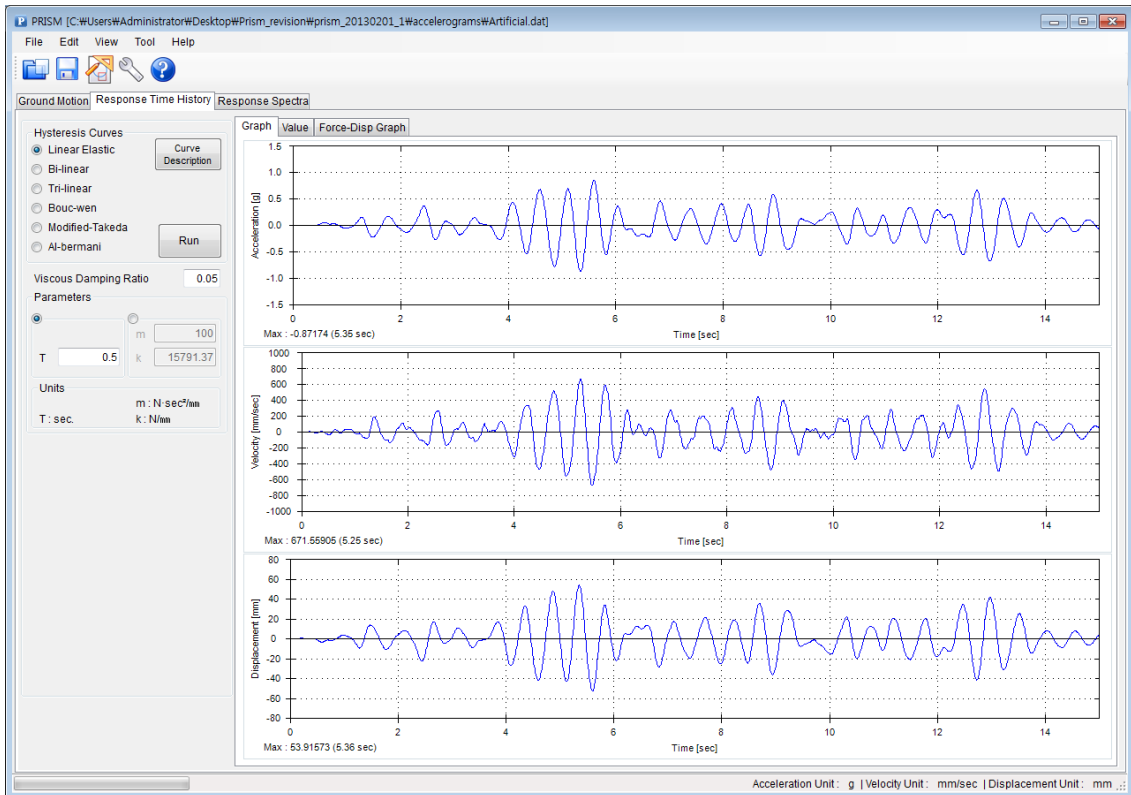 PRISM [C:₩Users₩Administrator₩Desktop₩Prism_revision₩prism_20130201_1₩accelerograms₩Artificial.dat]
File Edit View Tool Help
Ground Motion Response Time History Response Spectra
Hysteresis Curves
Linear Elastic
Bi-linear
Tri-linear
Bouc-wen
Modified-Takeda
Al-bermani
Curve
Description
Run
Viscous Damping Ratio 0.05
Parameters
m 100
T 0.5 k 15791.37
Units
m : N·sec²/mm
T : sec. k : N/mm
Graph Value Force-Disp Graph
Acceleration [g]
1.5
1.0
0.5
0.0
-0.5
-1.0
-1.5
0 2 4 6 8 10 12 14
Max : -0.87174 (5.35 sec) Time [sec]
Velocity [mm/sec]
1000
800
600
400
200
0
-200
-400
-600
-800
-1000
0 2 4 6 8 10 12 14
Max : 671.55905 (5.25 sec) Time [sec]
Displacement [mm]
80
60
40
20
0
-20
-40
-60
-80
0 2 4 6 8 10 12 14
Max : 53.91573 (5.36 sec) Time [sec]
Acceleration Unit : g | Velocity Unit : mm/sec | Displacement Unit : mm